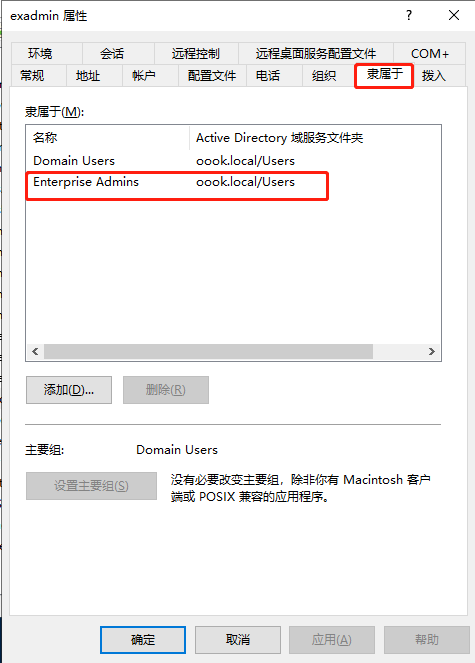 exadmin 属性
?
环境 会话 远程控制 远程桌面服务配置文件 COM+
常规 地址 帐户 配置文件 电话 组织 隶属于 拨入
隶属于(M):
名称 Active Directory 域服务文件夹
Domain Users oook.local/Users
Enterprise Admins oook.local/Users
添加(D)... 删除(R)
主要组: Domain Users
设置主要组(S)
没有必要改变主要组，除非你有 Macintosh 客户
端或 POSIX 兼容的应用程序。
确定 取消 应用(A) 帮助